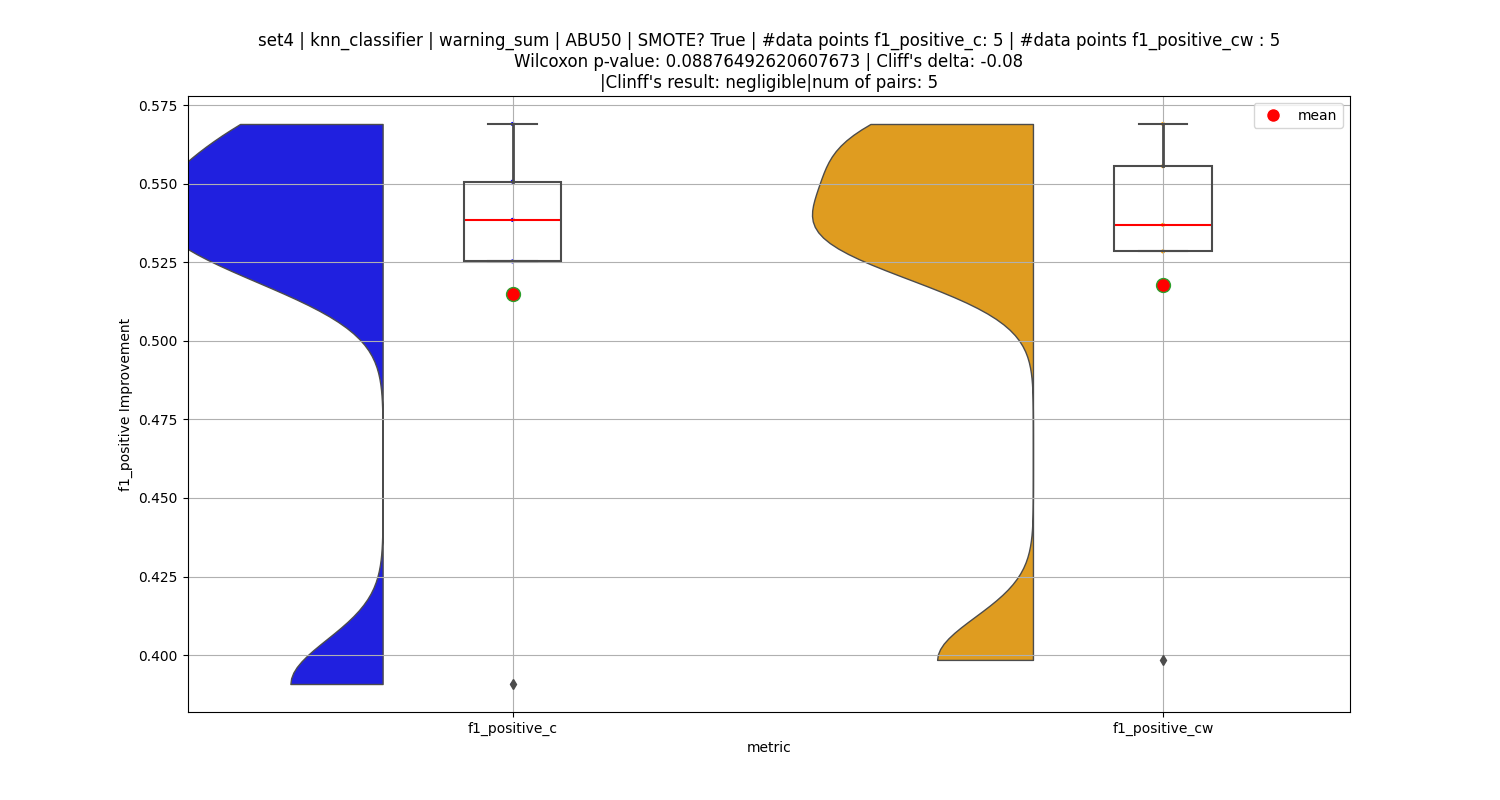 set4 | knn_classifier | warning_sum | ABU50 | SMOTE? True | #data points f1_positive_c: 5 | #data points f1_positive_cw : 5
Wilcoxon p-value: 0.08876492620607673 | Cliff's delta: -0.08
|Clinff's result: negligible|num of pairs: 5
mean
0.575
0.550
0.525
0.500
0.475
0.450
0.425
0.400
f1_positive Improvement
f1_positive_c
f1_positive_cw
metric